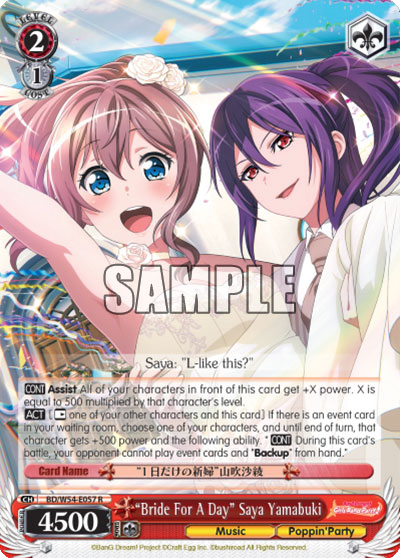 LEVEL
2
1
COST
SAMPLE
Saya: "L-like this?"
CONT Assist All of your characters in front of this card get +X power. X is
equal to 500 multiplied by that character's level.
ACT [ one of your other characters and this card] If there is an event card
in your waiting room, choose one of your characters, and until end of turn, that
character gets +500 power and the following ability. "CONT During this card's
battle, your opponent cannot play event cards and "Backup" from hand."
Card Name
“1日だけの新婦”山吹沙綾
CH BD/WS4-E057 R
"Bride For A Day" Saya Yamabuki
POWER
4500
Music
Poppin'Party
©BanG Dream! Project ©Craft Egg Inc. ©bushiroad All Rights Reserved.